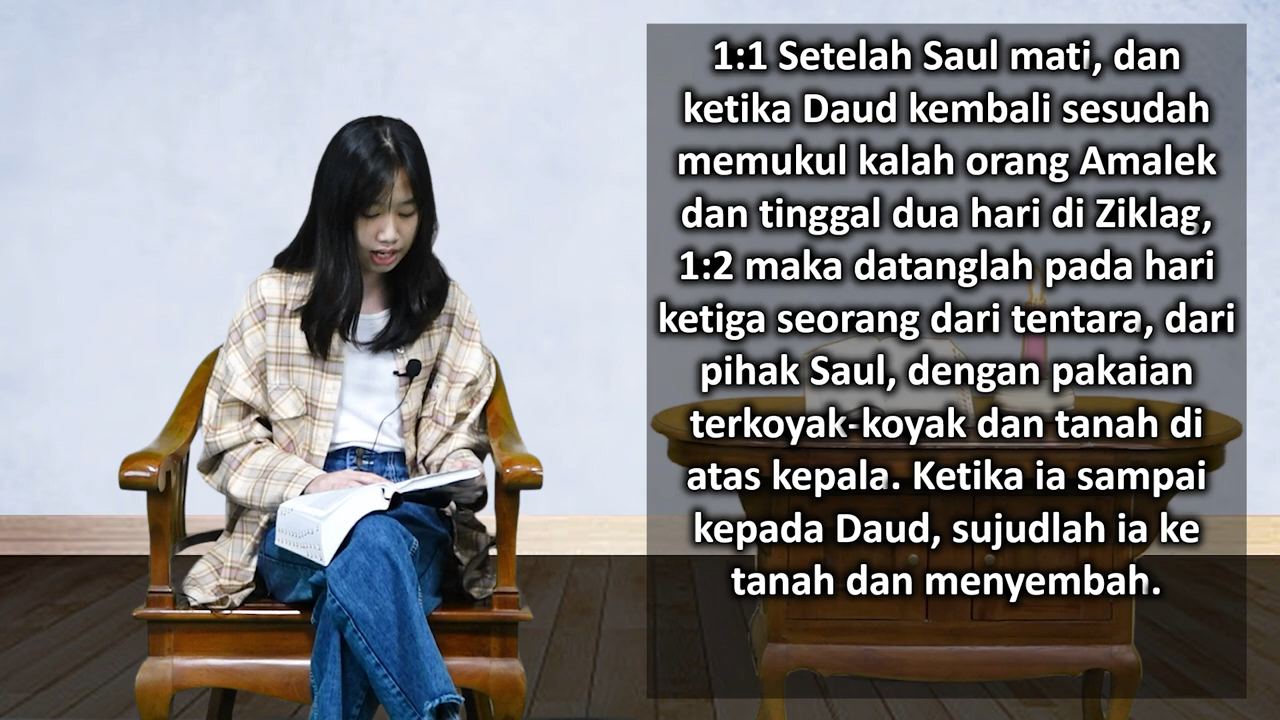 1:1 Setelah Saul mati, dan
ketika Daud kembali sesudah
memukul kalah orang Amalek
dan tinggal dua hari di Ziklag,
1:2 maka datanglah pada hari
ketiga seorang dari tentara, dari
pihak Saul, dengan pakaian
terkoyak-koyak dan tanah di
atas kepala. Ketika ia sampai
kepada Daud, sujudlah ia ke
tanah dan menyembah.